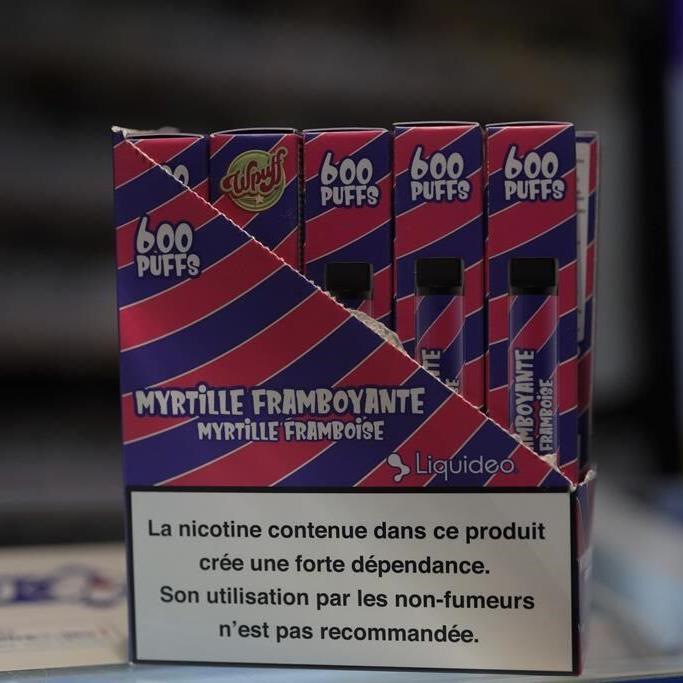 Wpuff
600
PUFFS
600
PUFFS
600
PUFFS
600
PUFFS
MYRTILLE FRAMBOYANTE
MYRTILLE FRAMBOISE
Liquideo
FRAMBOISE
La nicotine contenue dans ce produit
crée une forte dépendance.
Son utilisation par les non-fumeurs
n'est pas recommandée.